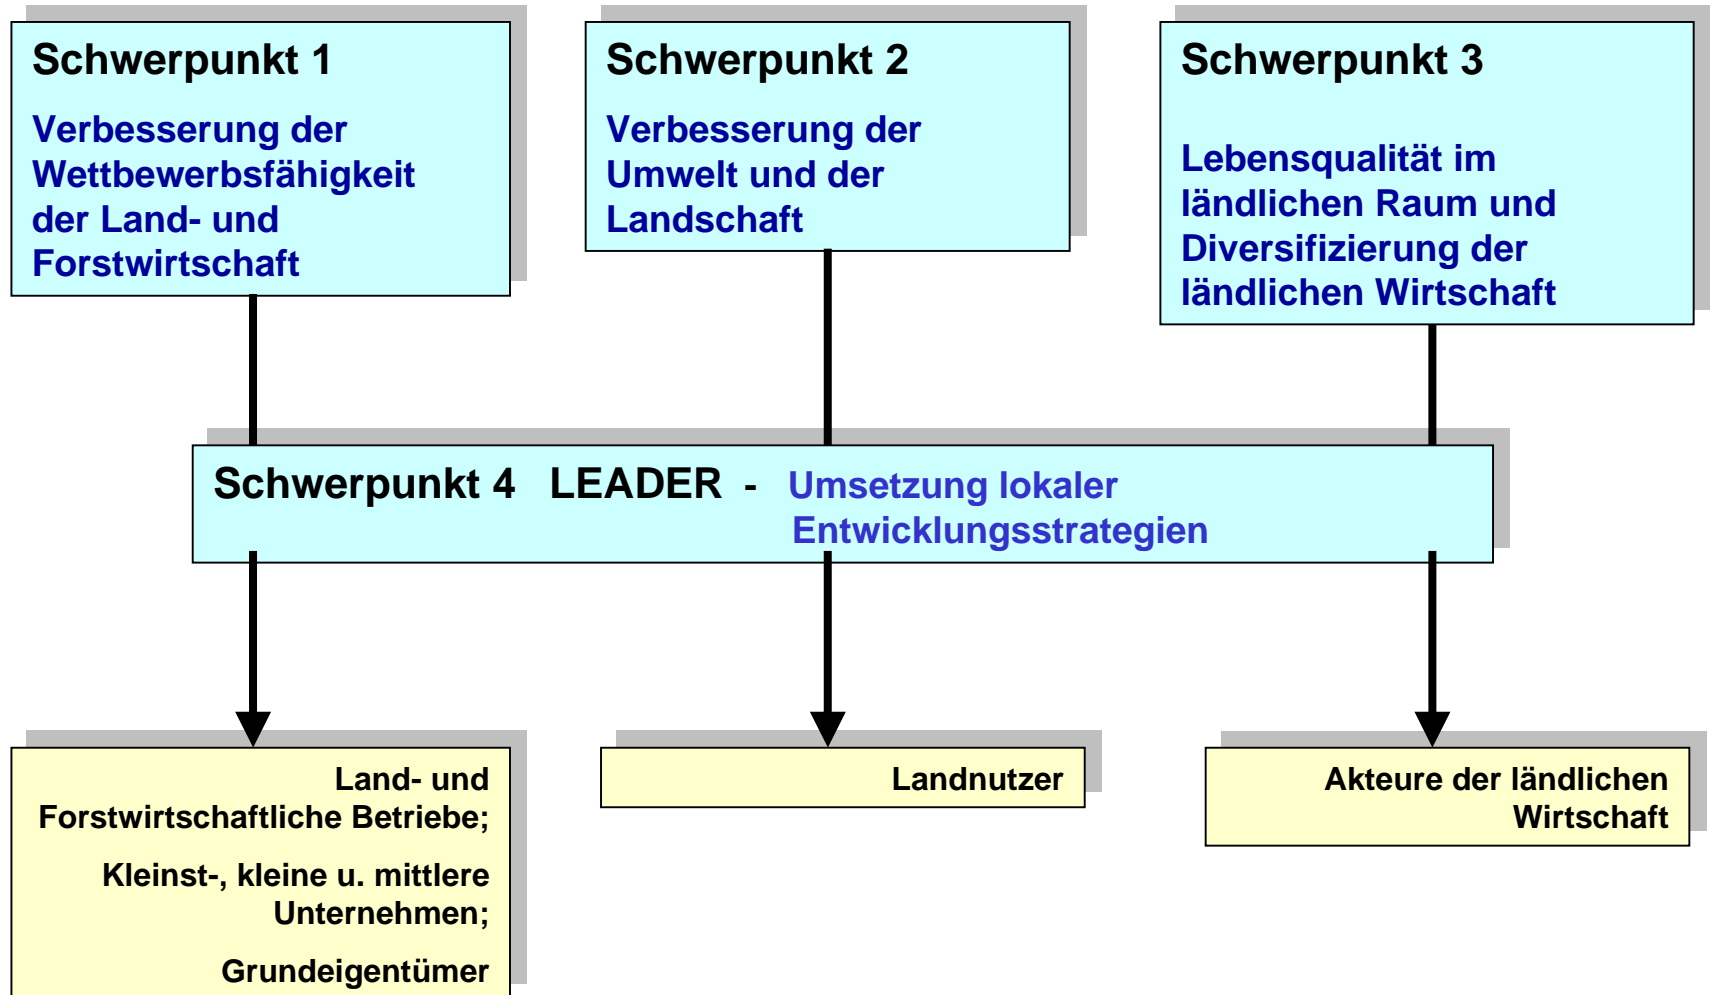 Schwerpunkt 1
Verbesserung der
Wettbewerbsfähigkeit
der Land- und
Forstwirtschaft
Schwerpunkt 2
Verbesserung der
Umwelt und der
Landschaft
Schwerpunkt 3
Lebensqualität im
ländlichen Raum und
Diversifizierung der
ländlichen Wirtschaft
Schwerpunkt 4 LEADER - Umsetzung lokaler
Entwicklungsstrategien
Land- und
Forstwirtschaftliche Betriebe;
Kleinst-, kleine u. mittlere
Unternehmen;
Grundeigentümer
Landnutzer
Akteure der ländlichen
Wirtschaft